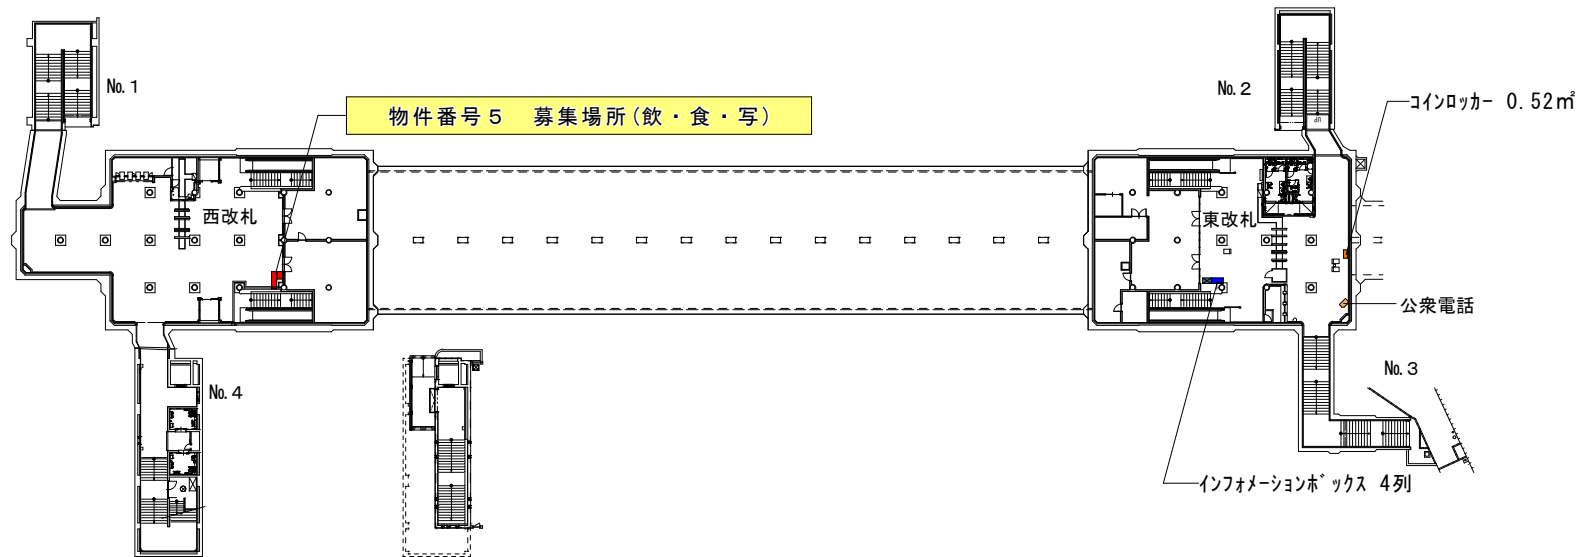 №.1
№.2
コインロッカー 0.52㎡
物件番号5 募集場所(飲・食・写)
UP
西改札
東改札
公衆電話
№.3
№.4
インフォメーションボックス 4列